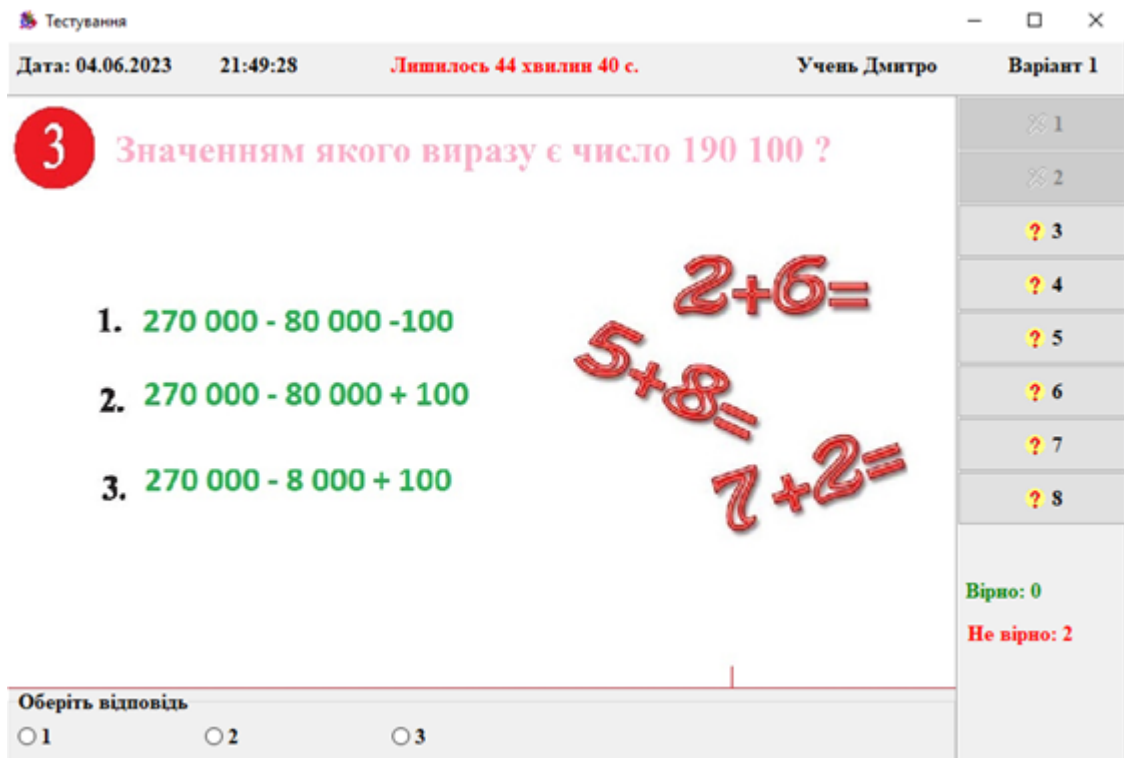 Тестування
Дата: 04.06.2023 21:49:28 Лишилось 44 хвилин 40 с. Учень Дмитро Варіант 1
3 Значенням якого виразу є число 190 100 ?
1. 270 000 - 80 000 -100
2. 270 000 - 80 000 + 100
3. 270 000 - 8 000 + 100
2+6=
5+8=
7+2=
1
2
? 3
? 4
? 5
? 6
? 7
? 8
Вірно: 0
Не вірно: 2
Оберіть відповідь
1 2 3